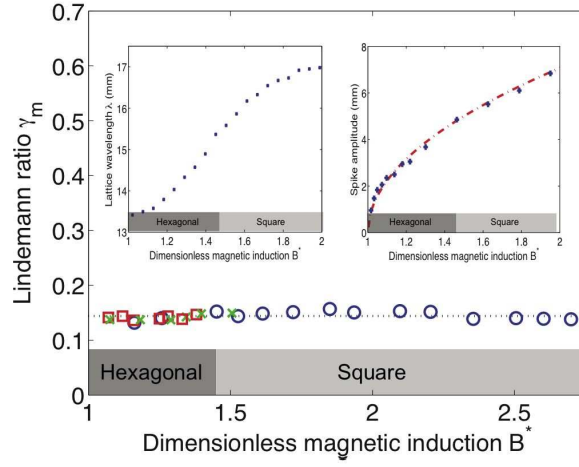 0.7
0.6
0.5
0.4
0.3
0.2
0.1
0
Lindemann ratio γm
17
16
15
14
13
Lattice wavelength λ (mm)
Hexagonal
Square
1
1.2
1.4
1.6
1.8
2
Dimensionless magnetic induction B*
8
6
4
2
0
Spike amplitude (mm)
Hexagonal
Square
1
1.2
1.4
1.6
1.8
2
Dimensionless magnetic induction B*
Hexagonal
Square
1
1.5
2
2.5
Dimensionless magnetic induction B*